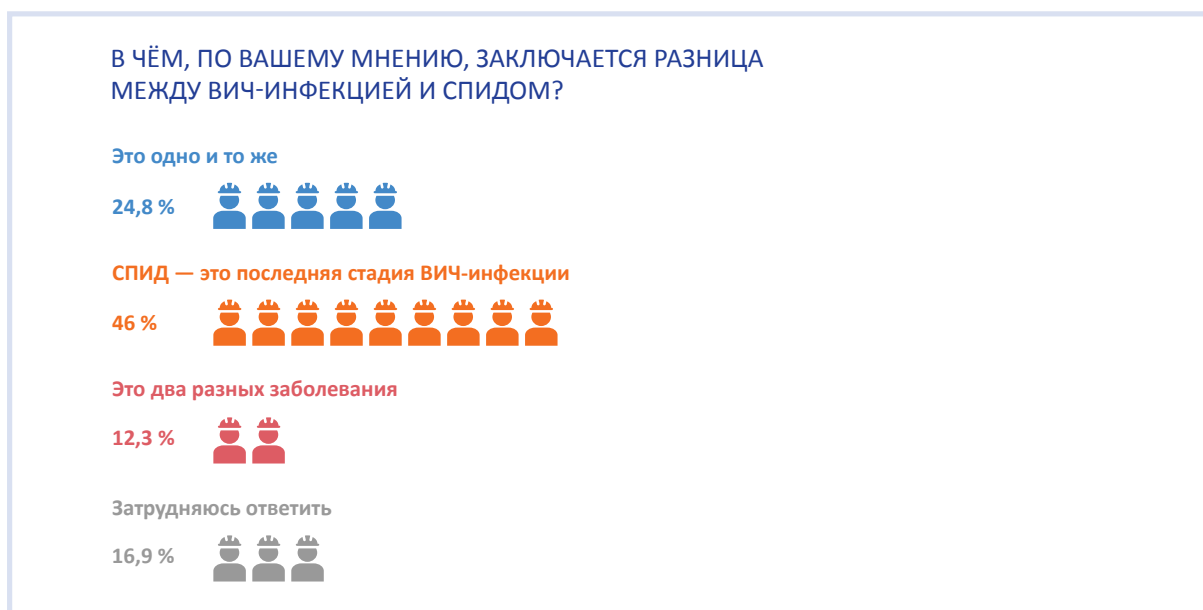 В ЧЁМ, ПО ВАШЕМУ МНЕНИЮ, ЗАКЛЮЧАЕТСЯ РАЗНИЦА
МЕЖДУ ВИЧ-ИНФЕКЦИЕЙ И СПИДОМ?
Это одно и то же
24,8 %
СПИД — это последняя стадия ВИЧ-инфекции
46 %
Это два разных заболевания
12,3 %
Затрудняюсь ответить
16,9 %